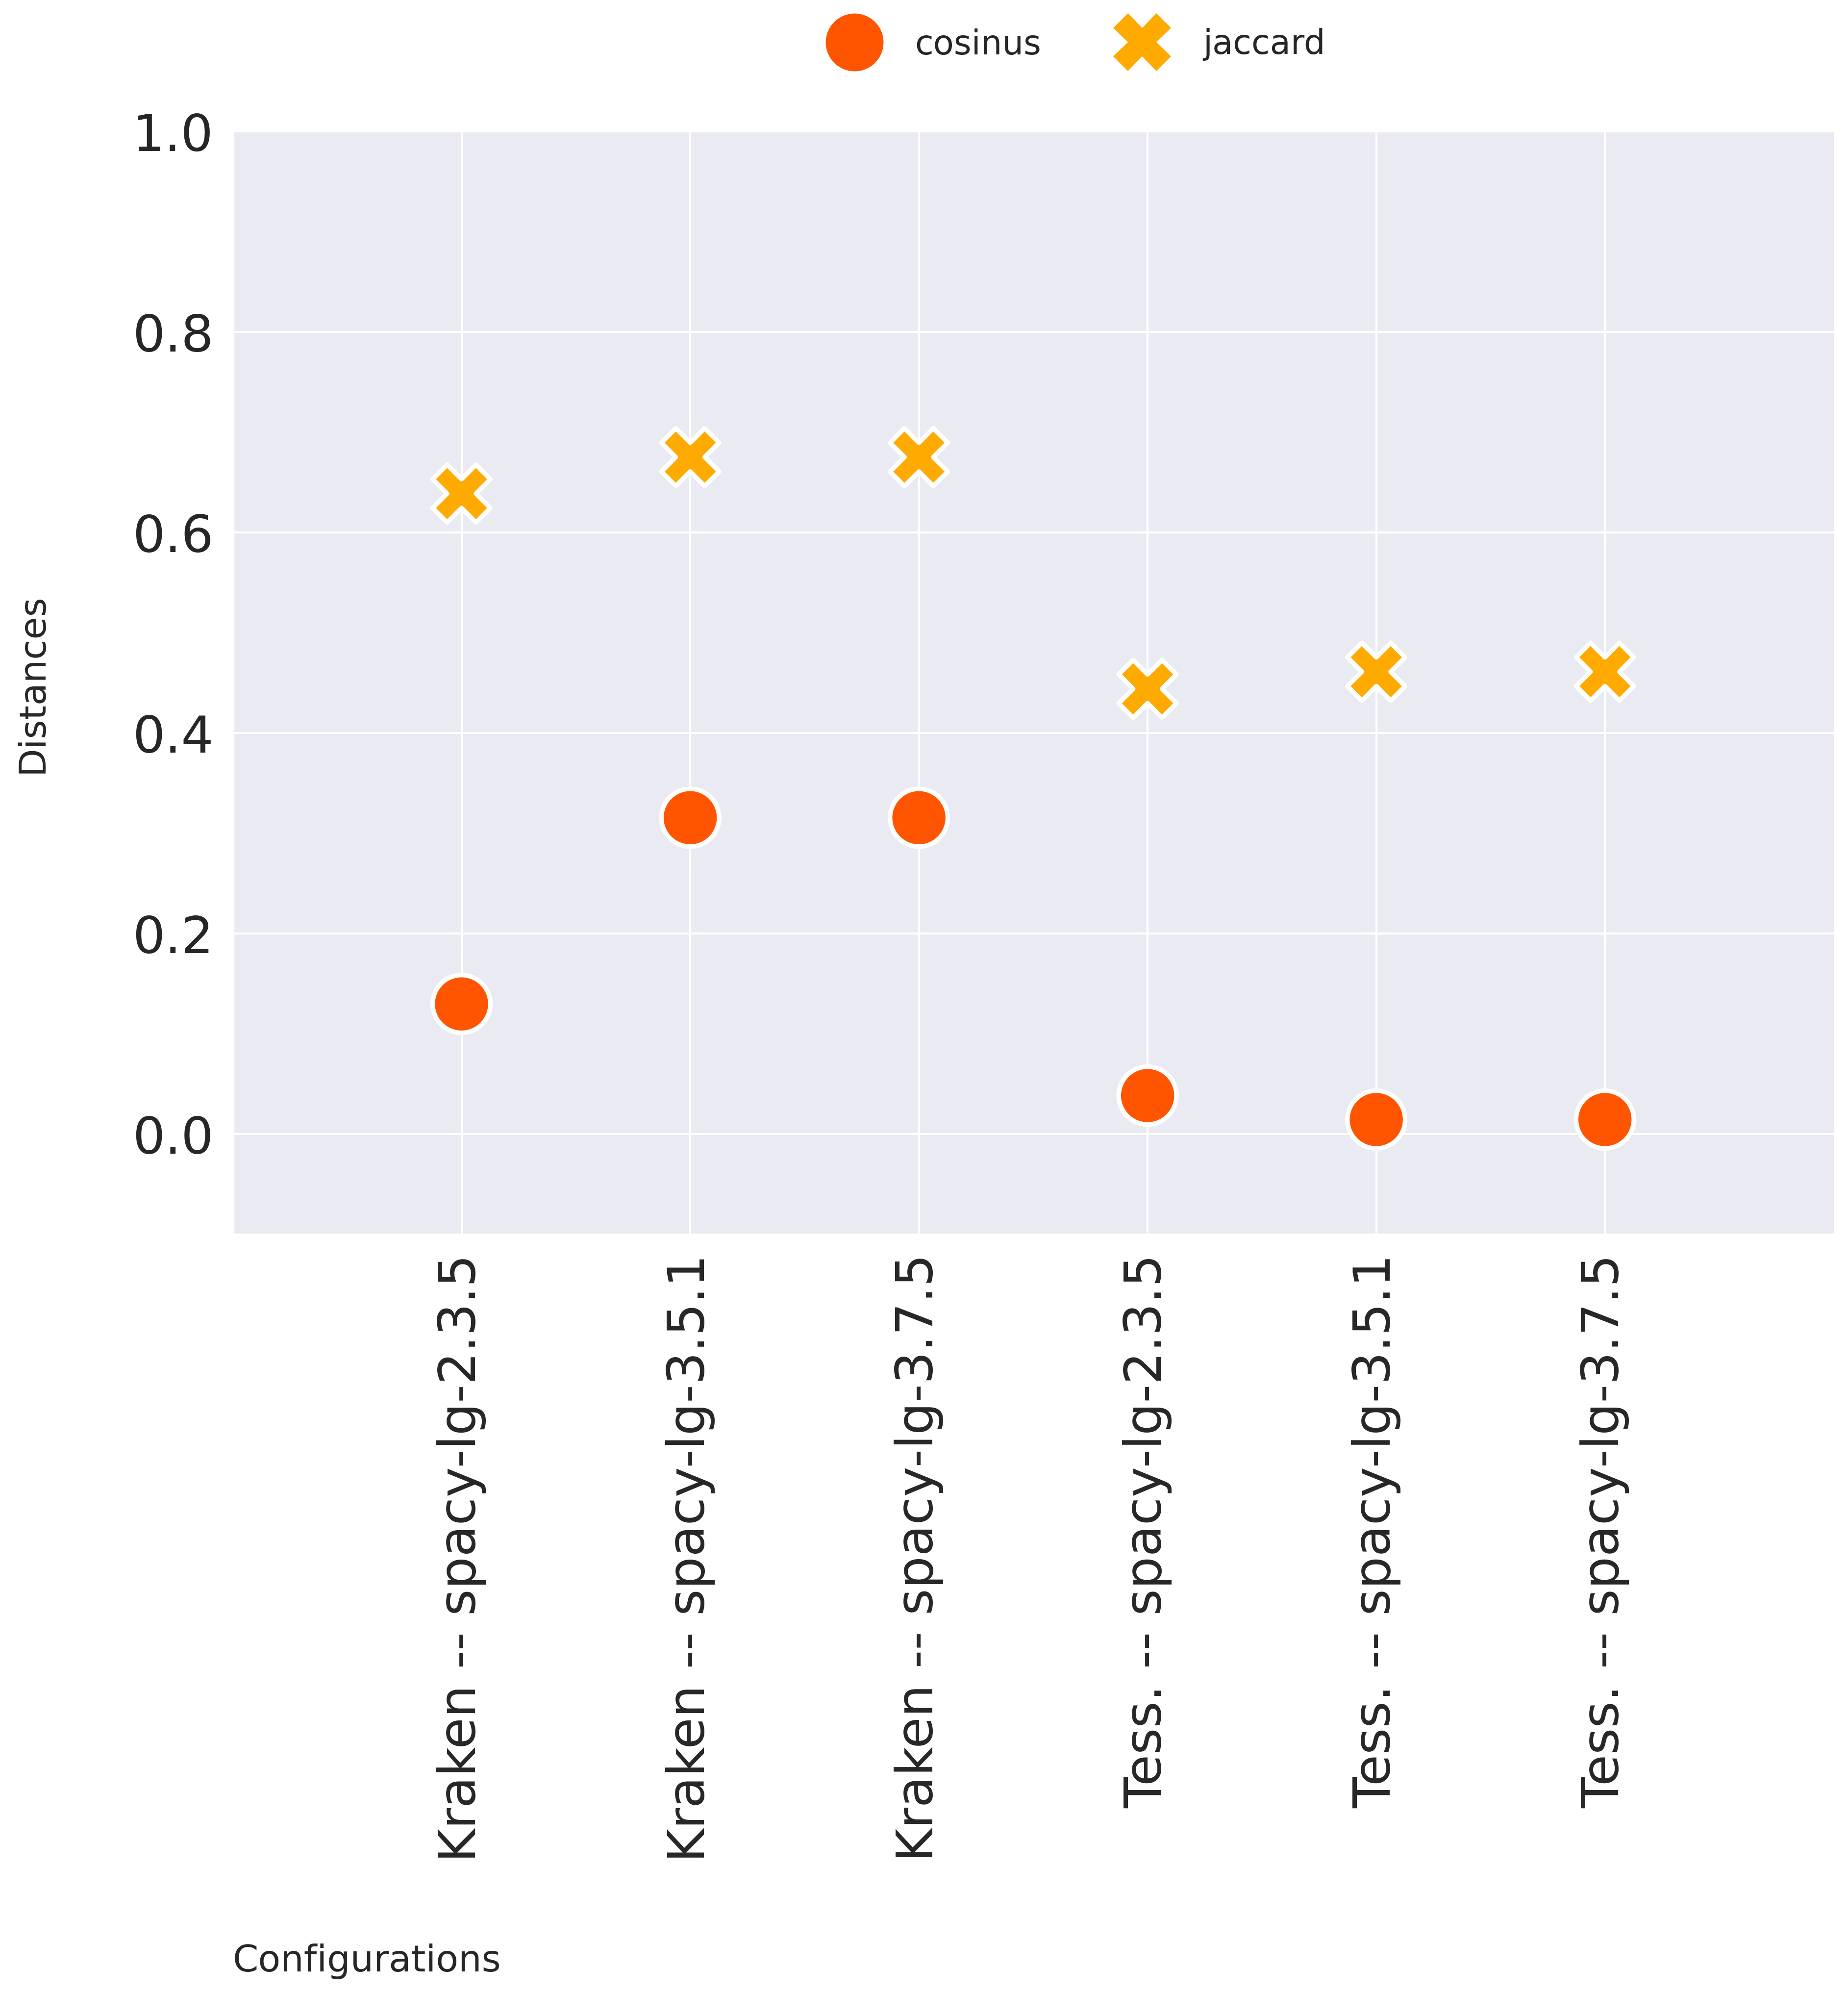 cosinus
jaccard
1.0
0.8
0.6
0.4
0.2
0.0
Distances
Kraken -- spacy-lg-2.3.5
Kraken -- spacy-lg-3.5.1
Kraken -- spacy-lg-3.7.5
Tess. -- spacy-lg-2.3.5
Tess. -- spacy-lg-3.5.1
Tess. -- spacy-lg-3.7.5
Configurations